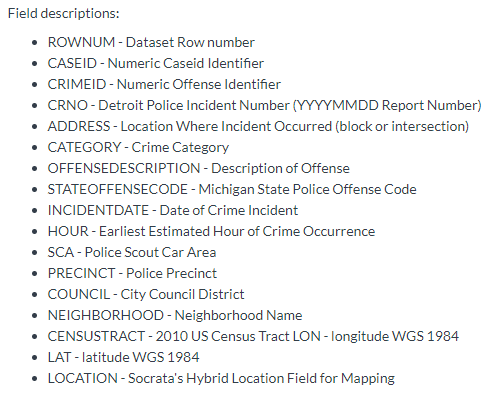 Field descriptions:
• ROWNUM - Dataset Row number
• CASEID - Numeric Caseid Identifier
• CRIMEID - Numeric Offense Identifier
• CRNO - Detroit Police Incident Number (YYYYMMDD Report Number)
• ADDRESS - Location Where Incident Occurred (block or intersection)
• CATEGORY - Crime Category
• OFFENSEDESCRIPTION - Description of Offense
• STATEOFFENSECODE - Michigan State Police Offense Code
• INCIDENTDATE - Date of Crime Incident
• HOUR - Earliest Estimated Hour of Crime Occurrence
• SCA - Police Scout Car Area
• PRECINCT - Police Precinct
• COUNCIL - City Council District
• NEIGHBORHOOD - Neighborhood Name
• CENSUSTRACT - 2010 US Census Tract LON - longitude WGS 1984
• LAT - latitude WGS 1984
• LOCATION - Socrata's Hybrid Location Field for Mapping